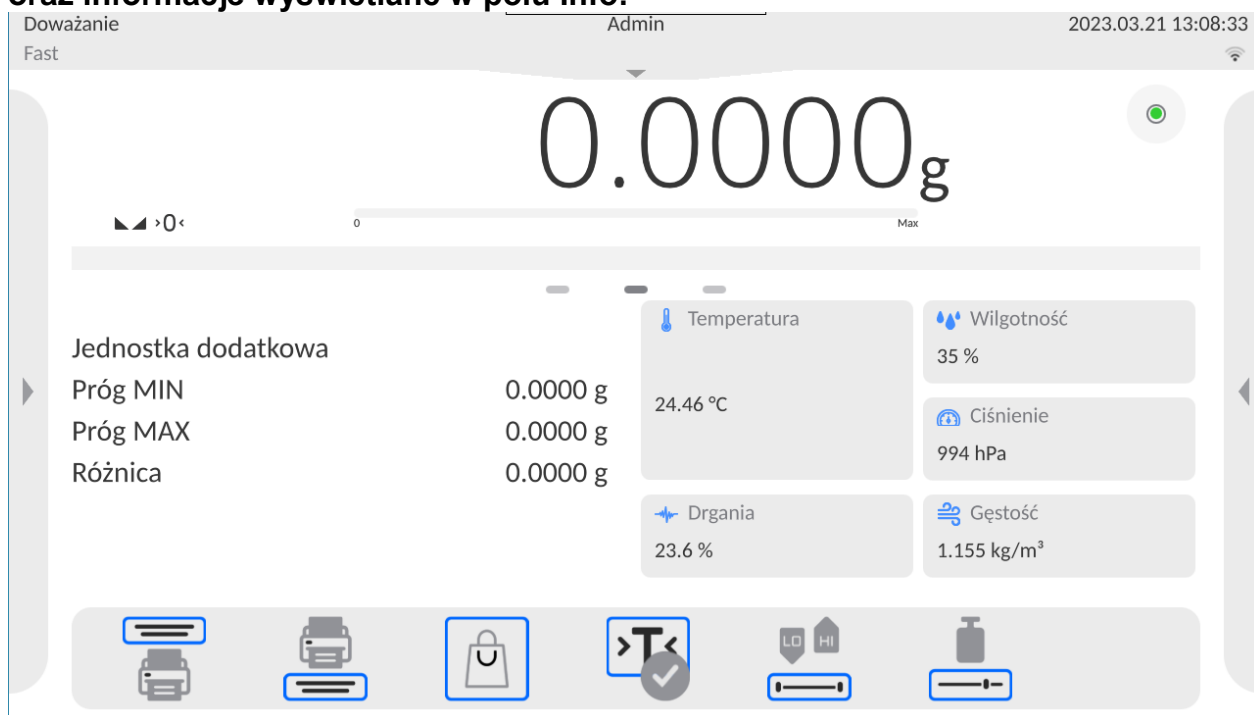 oraz informacje wyświetlane w polu Info.
Doważanie
Admin
2023.03.21 13:08:33
Fast
0.0000 g
>0<
0
Max
Jednostka dodatkowa
Próg MIN 0.0000 g
Próg MAX 0.0000 g
Różnica 0.0000 g
Temperatura
24.46 °C
Wilgotność
35 %
Ciśnienie
994 hPa
Drgania
23.6 %
Gęstość
1.155 kg/m³
>T<
LO HI